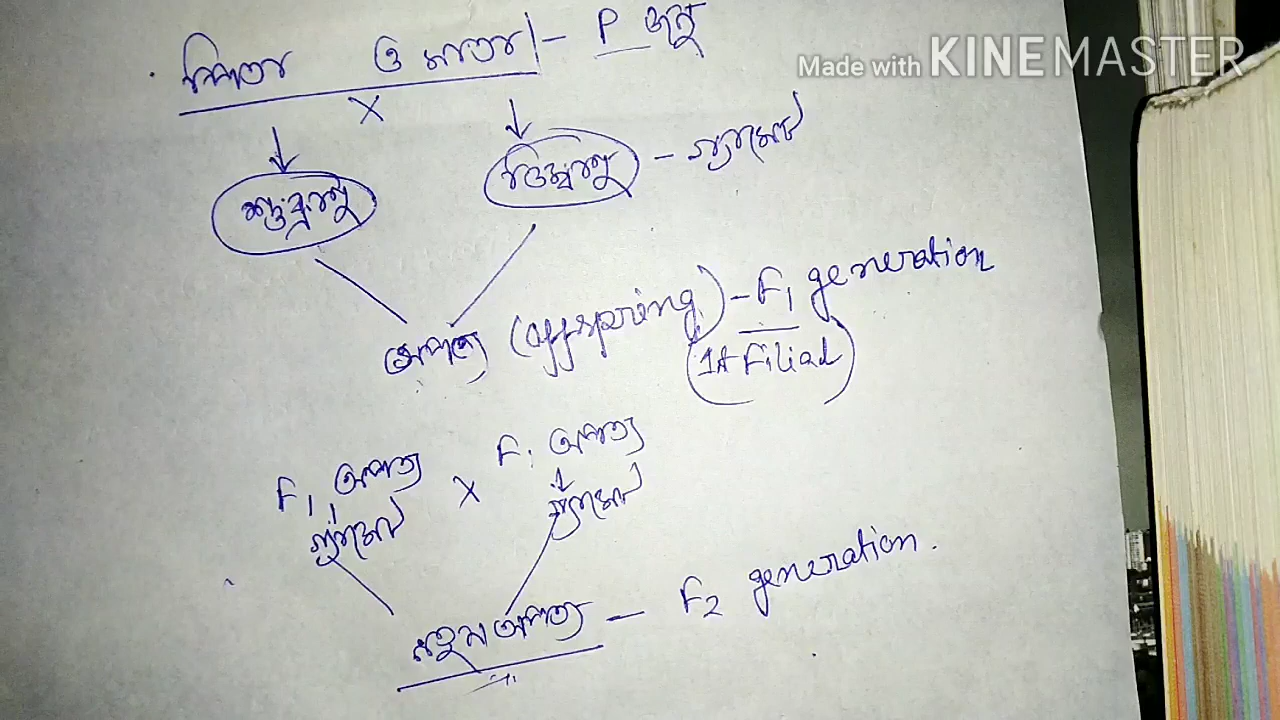 পিতা ও মাতা - P জনু
Made with KINEMASTER
X
শুক্রাণু ডিম্বাণু - গ্যামেট
অপত্য (offspring) - F1 generation
(1st Filial)
F1 অপত্য X F1 অপত্য
গ্যামেট গ্যামেট
নতুন অপত্য - F2 generation.